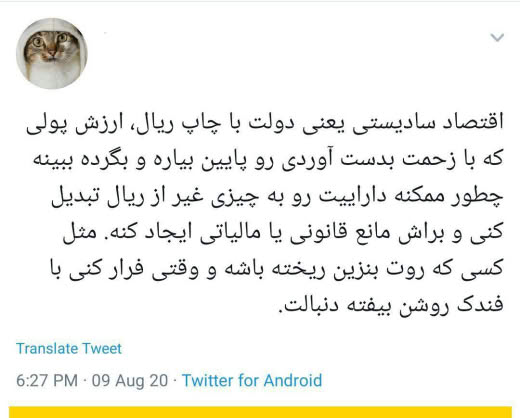 اقتصاد سادیستی یعنی دولت با چاپ ریال، ارزش پولی
که با زحمت بدست آوردی رو پایین بیاره و بگرده ببینه
چطور ممکنه داراییت رو به چیزی غیر از ریال تبدیل
کنی و براش مانع قانونی یا مالیاتی ایجاد کنه. مثل
کسی که روت بنزین ریخته باشه و وقتی فرار کنی با
فندک روشن بیفته دنبالت.
Translate Tweet
6:27 PM · 09 Aug 20 · Twitter for Android